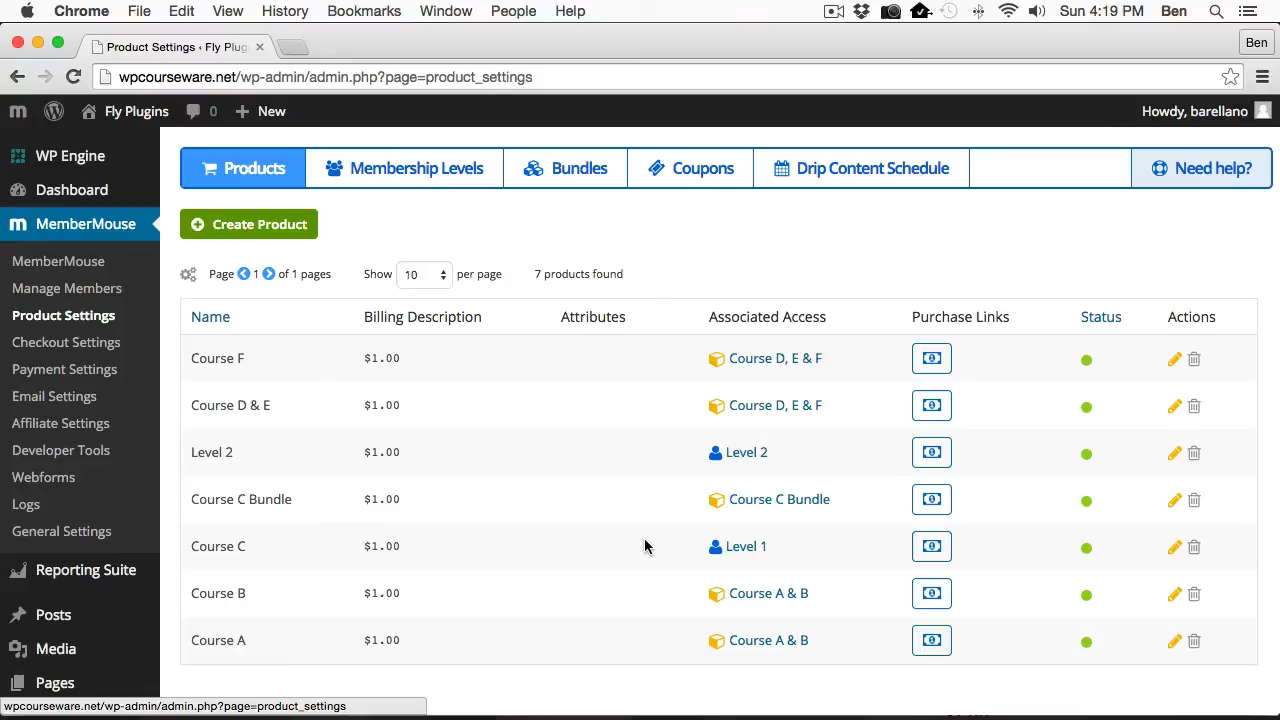 Chrome File Edit View History Bookmarks Window People Help Sun 4:19 PM Ben
Product Settings ‹ Fly Plug Ben
wpcourseware.net/wp-admin/admin.php?page=product_settings
Fly Plugins 0 New Howdy, barellano
WP Engine
Dashboard
MemberMouse
MemberMouse
Manage Members
Product Settings
Checkout Settings
Payment Settings
Email Settings
Affiliate Settings
Developer Tools
Webforms
Logs
General Settings
Reporting Suite
Posts
Media
Pages
Products Membership Levels Bundles Coupons Drip Content Schedule Need help?
Create Product
Page 1 of 1 pages Show 10 per page 7 products found
Name Billing Description Attributes Associated Access Purchase Links Status Actions
Course F $1.00 Course D, E & F
Course D & E $1.00 Course D, E & F
Level 2 $1.00 Level 2
Course C Bundle $1.00 Course C Bundle
Course C $1.00 Level 1
Course B $1.00 Course A & B
Course A $1.00 Course A & B
wpcourseware.net/wp-admin/admin.php?page=product_settings